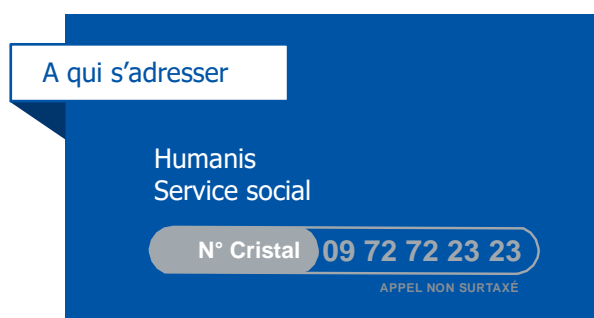 A qui s’adresser
Humanis
Service social
N° Cristal 09 72 72 23 23
APPEL NON SURTAXÉ